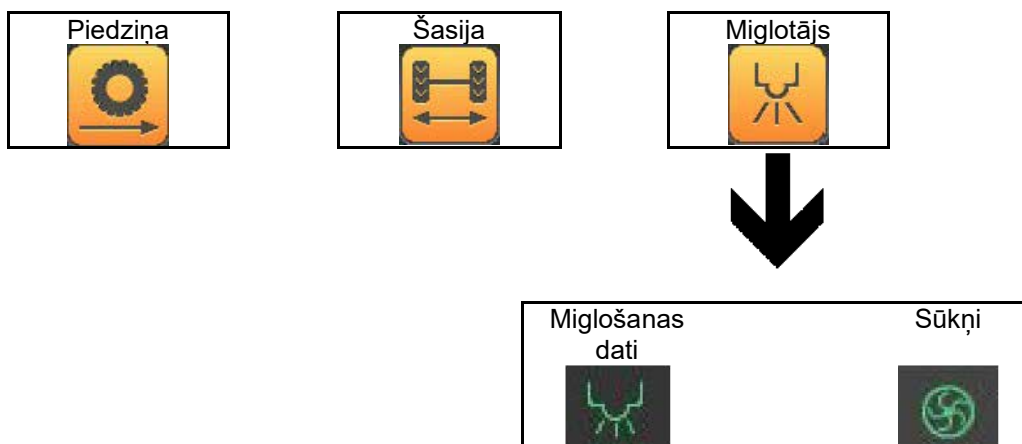 Piedziņa
Šasija
Miglotājs
Miglošanas
dati
Sūkņi